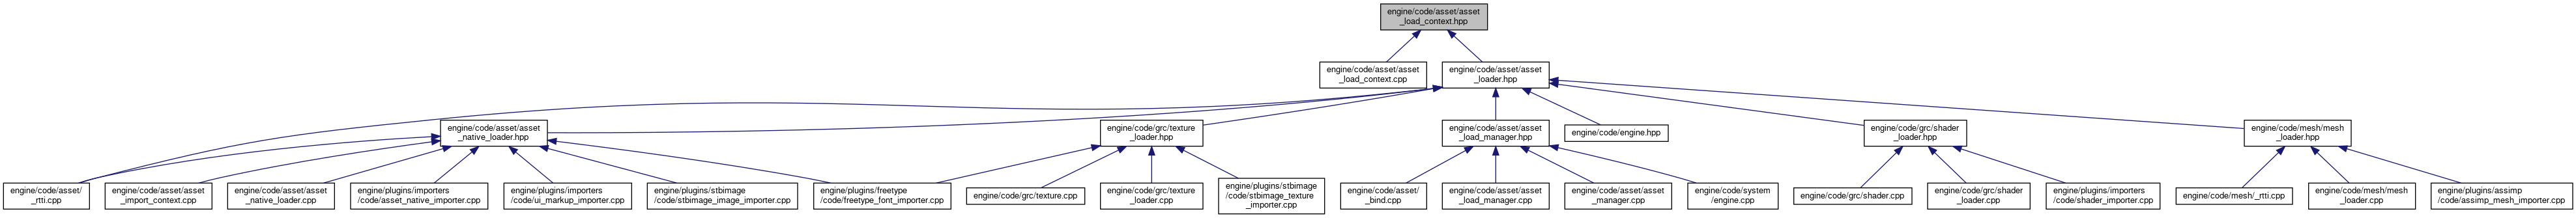 engine/code/asset/asset
_load_context.hpp
engine/code/asset/asset
_load_context.cpp
engine/code/asset/asset
_loader.hpp
engine/code/asset/asset
_native_loader.hpp
engine/code/grc/texture
_loader.hpp
engine/code/asset/asset
_load_manager.hpp
engine/code/engine.hpp
engine/code/grc/shader
_loader.hpp
engine/code/mesh/mesh
_loader.hpp
engine/code/asset/
_rtti.cpp
engine/code/asset/asset
_import_context.cpp
engine/code/asset/asset
_native_loader.cpp
engine/plugins/importers
/code/asset_native_importer.cpp
engine/plugins/importers
/code/ui_markup_importer.cpp
engine/plugins/stbimage
/code/stbimage_image_importer.cpp
engine/plugins/freetype
/code/freetype_font_importer.cpp
engine/code/grc/texture.cpp
engine/code/grc/texture
_loader.cpp
engine/plugins/stbimage
/code/stbimage_texture
_importer.cpp
engine/code/asset/
_bind.cpp
engine/code/asset/asset
_load_manager.cpp
engine/code/asset/asset
_manager.cpp
engine/code/system
/engine.cpp
engine/code/grc/shader.cpp
engine/code/grc/shader
_loader.cpp
engine/plugins/importers
/code/shader_importer.cpp
engine/code/mesh/_rtti.cpp
engine/code/mesh/mesh
_loader.cpp
engine/plugins/assimp
/code/assimp_mesh_importer.cpp